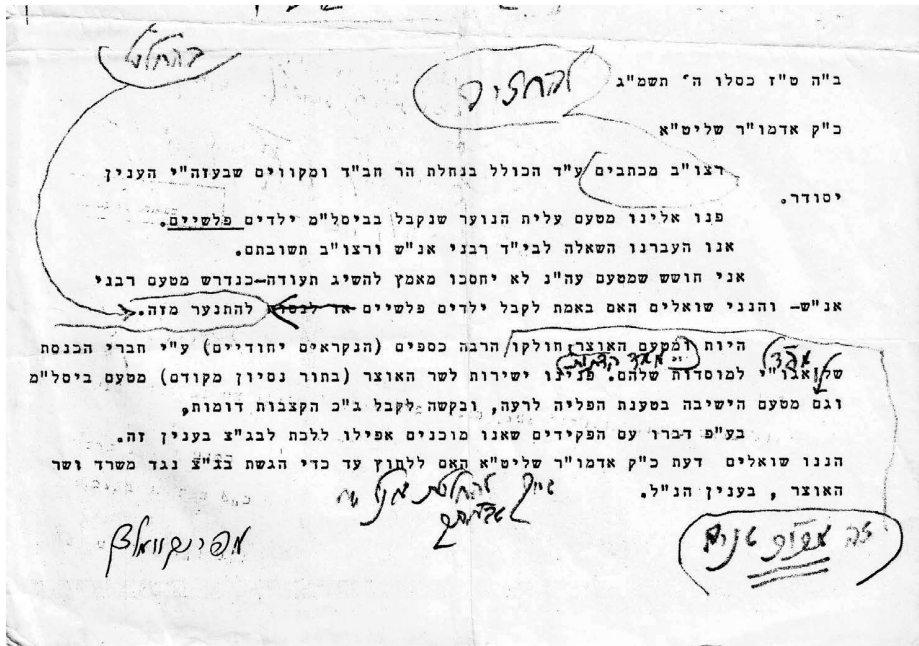 בהחלט
להחזיר
ב"ה ט"ז כסלו ה' תשמ"ג
כ"ק אדמו"ר שליט"א
רצו"ב מכתבים ע"ד הכולל בנחלת הר חב"ד ומקווים שבעזה"י הענין
יסודר.
פנו אלינו מטעם עלית הנוער שנקבל בביסל"מ ילדים פלשיים.
אנו העברנו השאלה לבי"ד רבני אנ"ש ורצו"ב תשובתם.
אני חושש שמטעם עה"נ לא יחסכו מאמץ להשיג תעודה-כנדרש מטעם רבני
אנ"ש- והנני שואלים האם באמת לקבל ילדים פלשיים או להתנער מזה.
היות ומטעם האוצר חולקו הרבה כספים (הנקראים יחודיים) ע"י חברי הכנסת
של אגו"י למוסדות שלהם. פנינו ישירות לשר האוצר (בתור נסיון מקודם) מטעם ביסל"מ
וגם מטעם הישיבה בטענת הפליה לרעה, ובקשה לקבל ג"כ הקצבות דומות,
בע"פ דברו עם הפקידים שאנו מוכנים אפילו ללכת לבג"צ בענין זה.
הננו שואלים דעת כ"ק אדמו"ר שליט"א האם ללחוץ עד כדי הגשת בג"צ נגד משרד ושר
האוצר , בענין הנ"ל.
זה